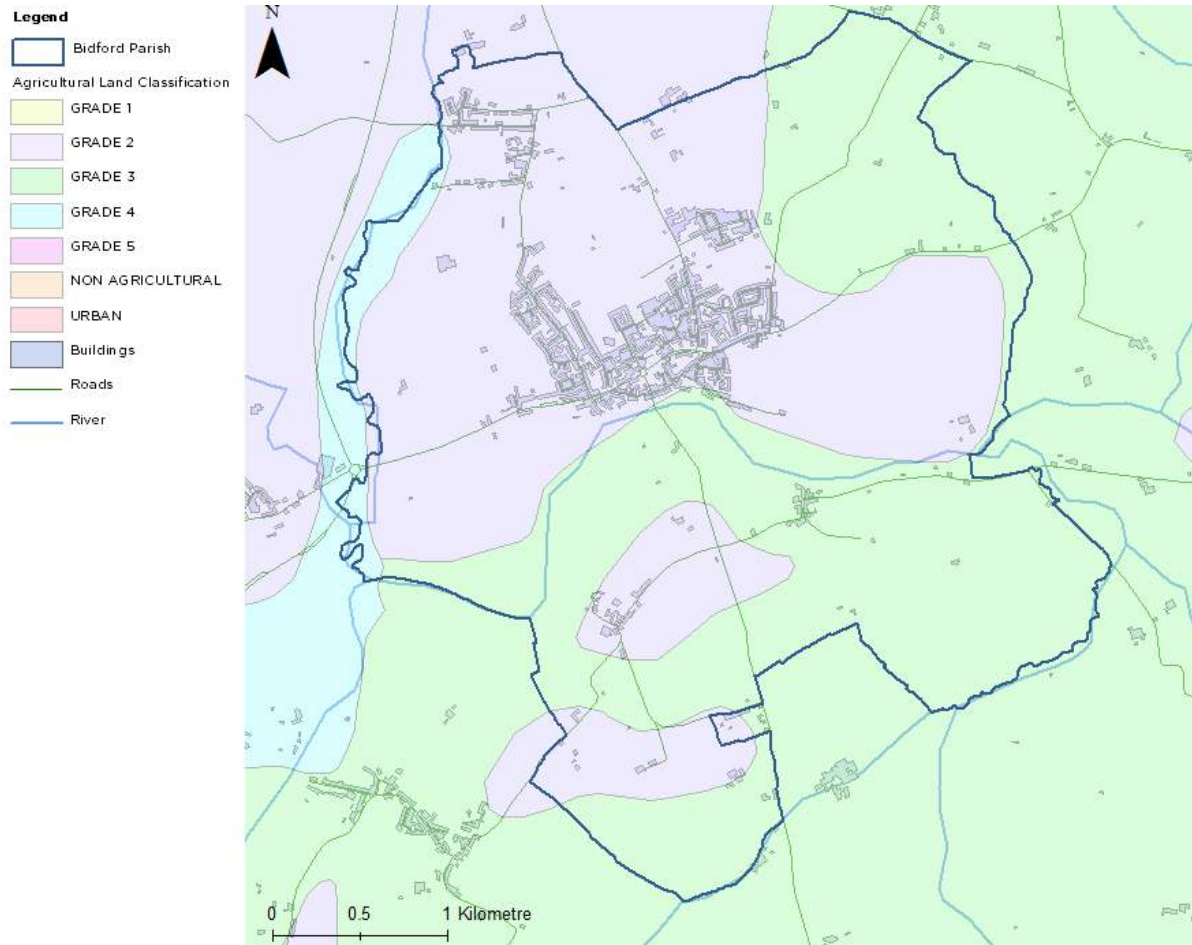 Legend
Bidford Parish
Agricultural Land Classification
GRADE 1
GRADE 2
GRADE 3
GRADE 4
GRADE 5
NON AGRICULTURAL
URBAN
Buildings
Roads
River
N
0 0.5 1 Kilometre